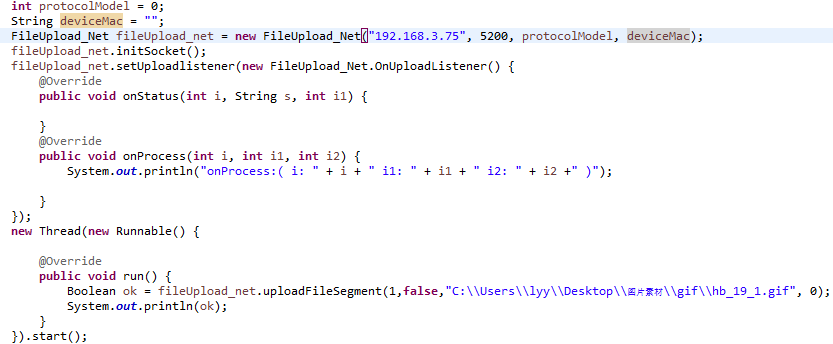 int protocolModel = 0;
String deviceMac = "";
FileUpload_Net fileUpload_net = new FileUpload_Net("192.168.3.75", 5200, protocolModel, deviceMac);
fileUpload_net.initSocket();
fileUpload_net.setUploadlistener(new FileUpload_Net.OnUploadListener() {
@Override
public void onStatus(int i, String s, int i1) {
}
@Override
public void onProcess(int i, int i1, int i2) {
System.out.println("onProcess:( i: " + i + " i1: " + i1 + " i2: " + i2 +" )");
}
});
new Thread(new Runnable() {
@Override
public void run() {
Boolean ok = fileUpload_net.uploadFileSegment(1,false,"C:\\Users\\lyy\\Desktop\\图片素材\\gif\\hb_19_1.gif", 0);
System.out.println(ok);
}
}).start();